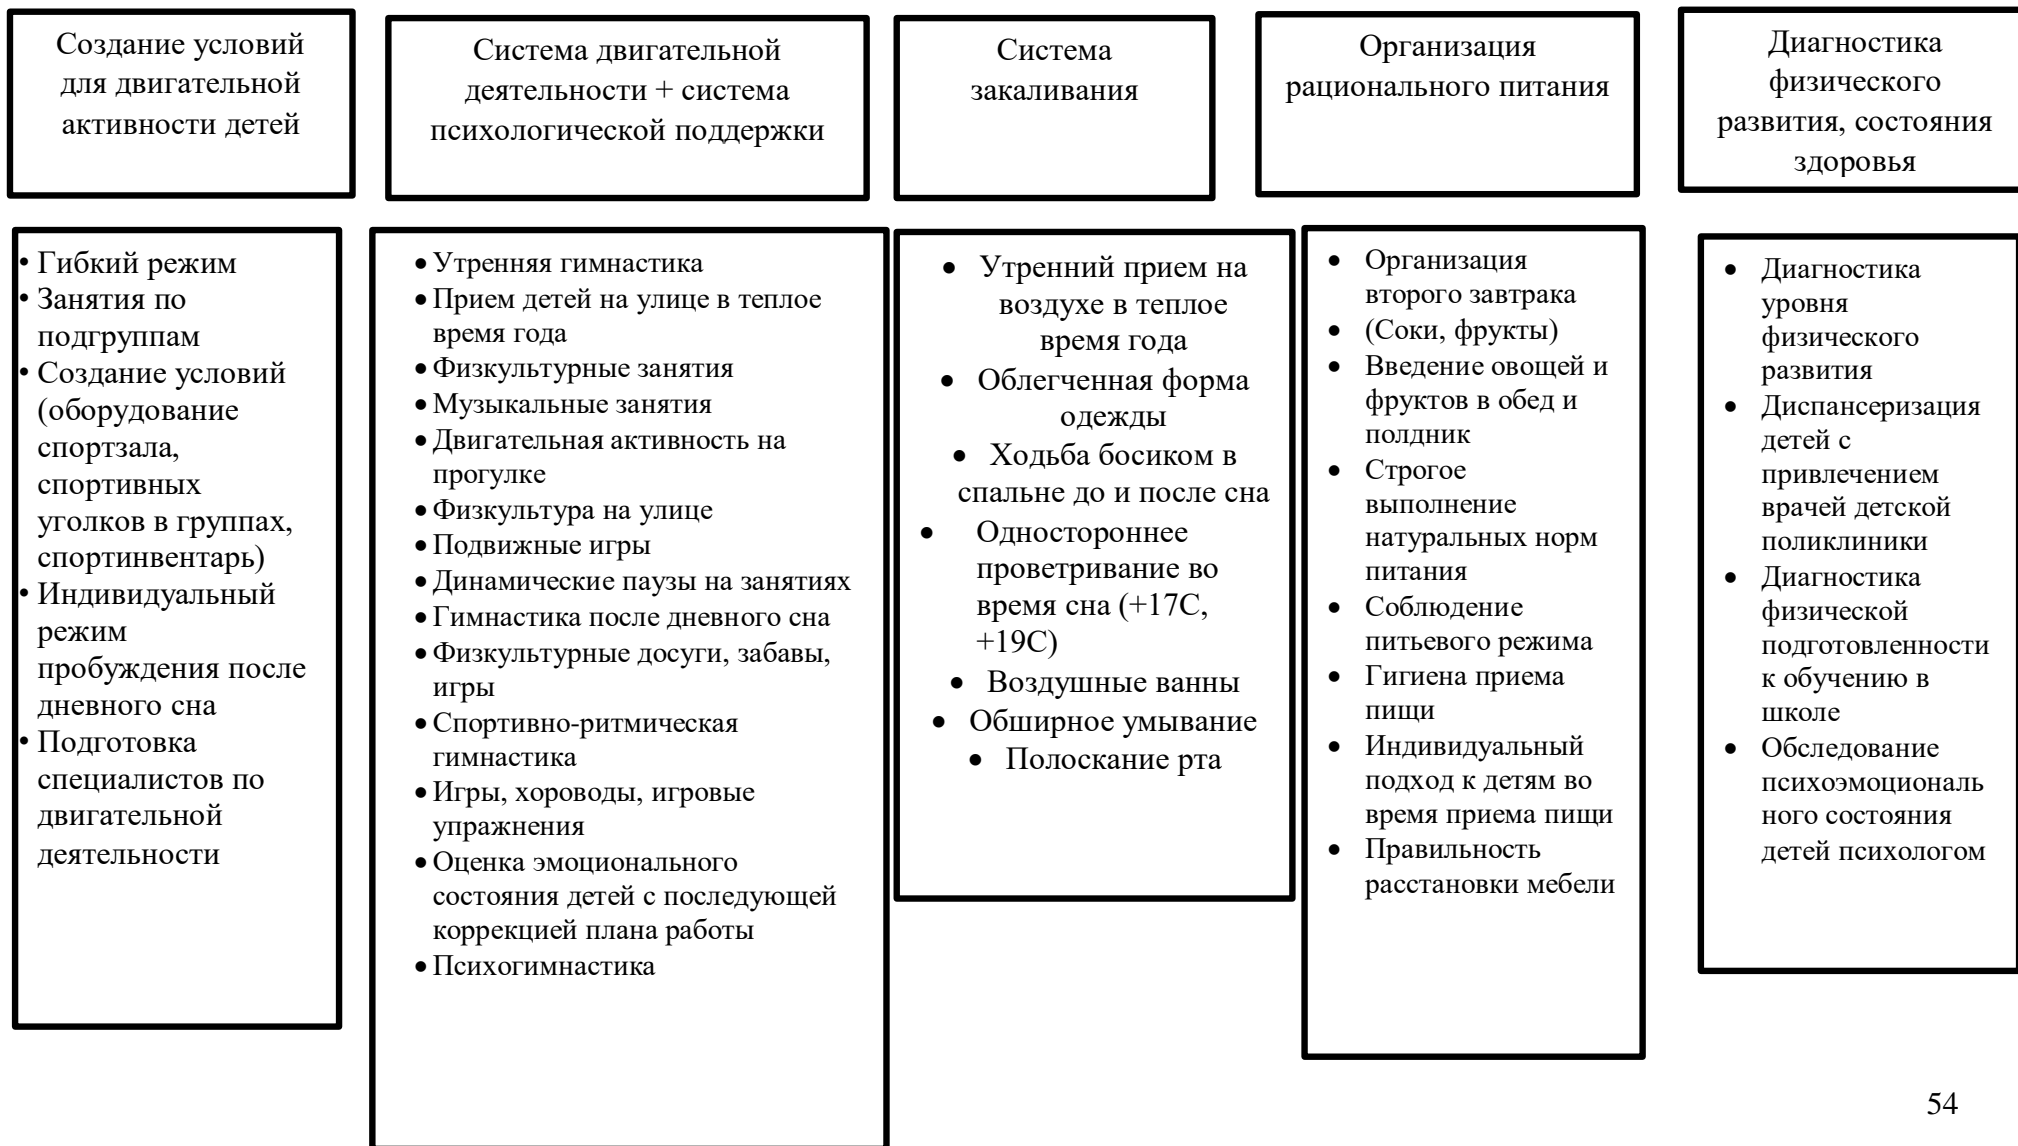 Создание условий
для двигательной
активности детей
Система двигательной
деятельности + система
психологической поддержки
Система
закаливания
Организация
рационального питания
Диагностика
физического
развития, состояния
здоровья
• Гибкий режим
• Занятия по
подгруппам
• Создание условий
(оборудование
спортзала,
спортивных
уголков в группах,
спортинвентарь)
• Индивидуальный
режим
пробуждения после
дневного сна
• Подготовка
специалистов по
двигательной
деятельности
• Утренняя гимнастика
• Прием детей на улице в теплое
время года
• Физкультурные занятия
• Музыкальные занятия
• Двигательная активность на
прогулке
• Физкультура на улице
• Подвижные игры
• Динамические паузы на занятиях
• Гимнастика после дневного сна
• Физкультурные досуги, забавы,
игры
• Спортивно-ритмическая
гимнастика
• Игры, хороводы, игровые
упражнения
• Оценка эмоционального
состояния детей с последующей
коррекцией плана работы
• Психогимнастика
• Утренний прием на
воздухе в теплое
время года
• Облегченная форма
одежды
• Ходьба босиком в
спальне до и после сна
• Одностороннее
проветривание во
время сна (+17С,
+19С)
• Воздушные ванны
• Обширное умывание
• Полоскание рта
• Организация
второго завтрака
• (Соки, фрукты)
• Введение овощей и
фруктов в обед и
полдник
• Строгое
выполнение
натуральных норм
питания
• Соблюдение
питьевого режима
• Гигиена приема
пищи
• Индивидуальный
подход к детям во
время приема пищи
• Правильность
расстановки мебели
• Диагностика
уровня
физического
развития
• Диспансеризация
детей с
привлечением
врачей детской
поликлиники
• Диагностика
физической
подготовленности
к обучению в
школе
• Обследование
психоэмоциональ
ного состояния
детей психологом
54